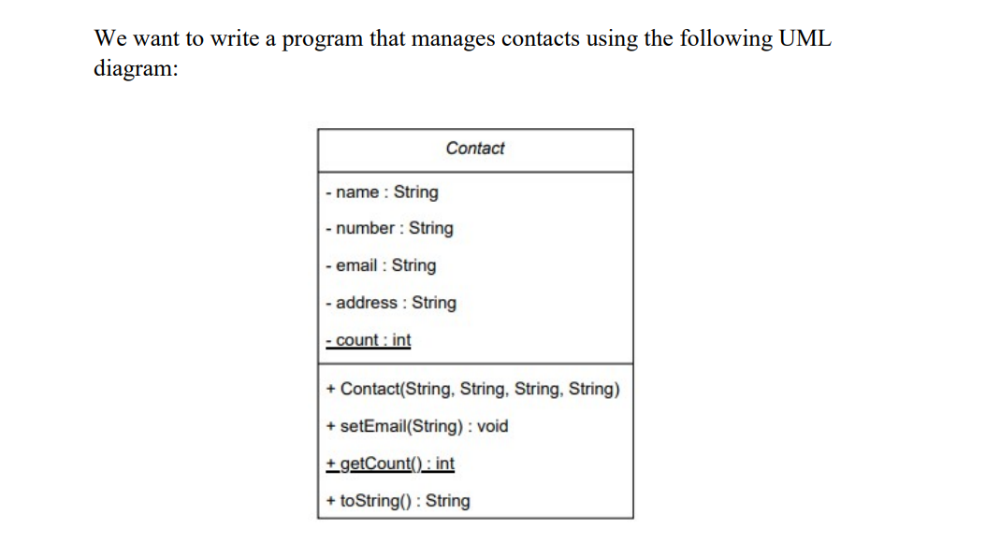 We want to write a program that manages contacts using the following UML
diagram:
Contact
- name : String
- number : String
- email : String
- address : String
- count : int
+ Contact(String, String, String, String)
+ setEmail(String) : void
+ getCount() : int
+ toString() : String